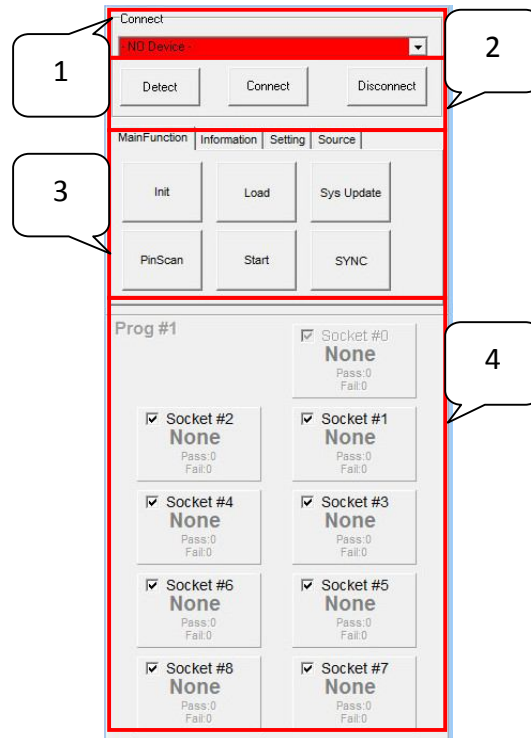 Connect
1
2
- NO Device -
Detect Connect Disconnect
MainFunction Information Setting Source
3
Init Load Sys Update
PinScan Start SYNC
Prog #1
Socket #0
None
Pass:0
Fail:0
4
Socket #2 Socket #1
None None
Pass:0 Pass:0
Fail:0 Fail:0
Socket #4 Socket #3
None None
Pass:0 Pass:0
Fail:0 Fail:0
Socket #6 Socket #5
None None
Pass:0 Pass:0
Fail:0 Fail:0
Socket #8 Socket #7
None None
Pass:0 Pass:0
Fail:0 Fail:0